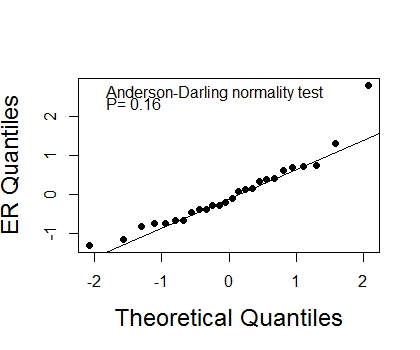 Anderson-Darling normality test
P= 0.16
ER Quantiles
2
1
0
-1
-2 -1 0 1 2
Theoretical Quantiles